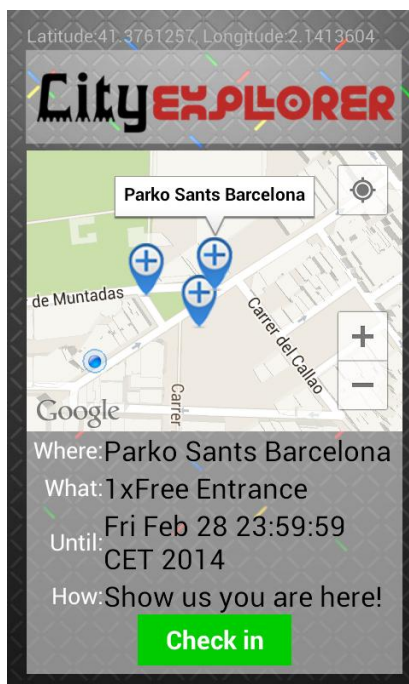 Latitude:41.3761257, Longitude:2.1413604
CityEXPLLORER
Parko Sants Barcelona
de Muntadas
Carrer del Callao
Carrer
+
−
Google
Where:Parko Sants Barcelona
What:1xFree Entrance
Until:Fri Feb 28 23:59:59
CET 2014
How:Show us you are here!
Check in